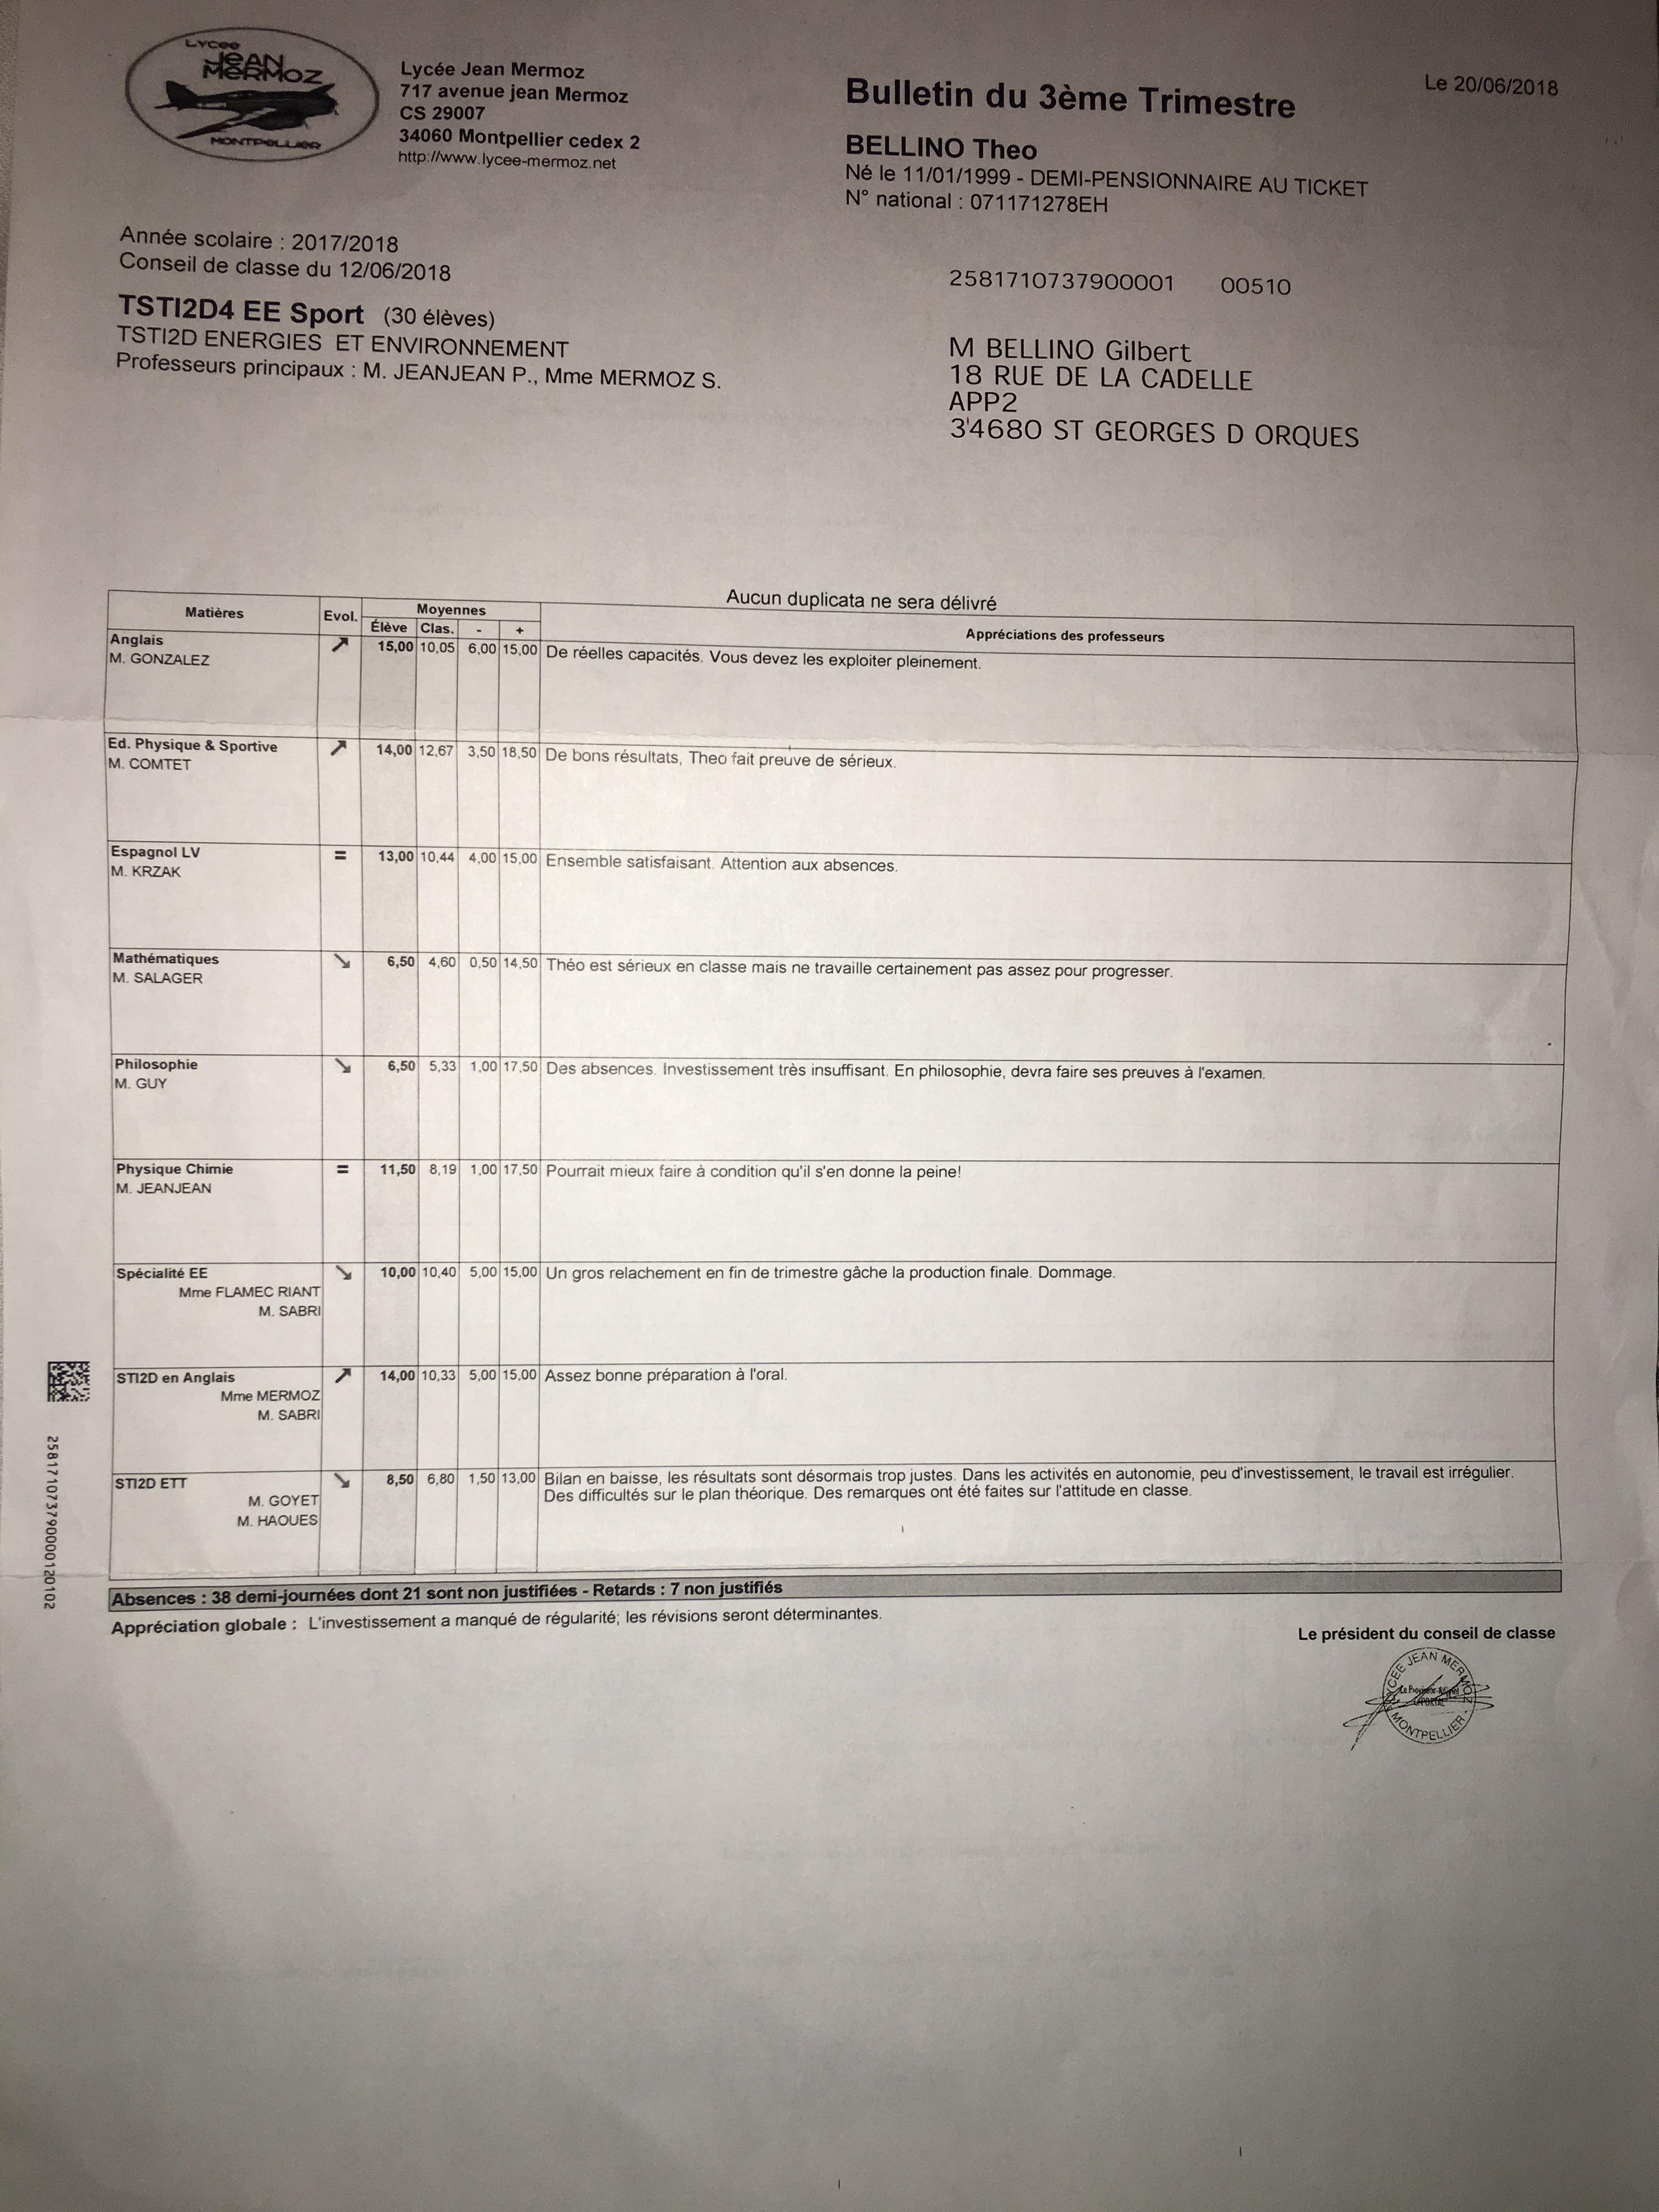 Lycée
JEAN
MERMOZ
MONTPELLIER
Lycée Jean Mermoz
717 avenue jean Mermoz
CS 29007
34060 Montpellier cedex 2
http://www.lycee-mermoz.net
Bulletin du 3ème Trimestre
Le 20/06/2018
BELLINO Theo
Né le 11/01/1999 - DEMI-PENSIONNAIRE AU TICKET
N° national : 071171278EH
Année scolaire : 2017/2018
Conseil de classe du 12/06/2018
TSTI2D4 EE Sport (30 élèves)
TSTI2D ENERGIES ET ENVIRONNEMENT
Professeurs principaux : M. JEANJEAN P., Mme MERMOZ S.
2581710737900001 00510
M BELLINO Gilbert
18 RUE DE LA CADELLE
APP2
34680 ST GEORGES D ORQUES
Aucun duplicata ne sera délivré
Matières Evol. Moyennes Appréciations des professeurs
Élève Clas. - +
Anglais 15,00 10,05 6,00 15,00 De réelles capacités. Vous devez les exploiter pleinement.
M. GONZALEZ
Ed. Physique & Sportive 14,00 12,67 3,50 18,50 De bons résultats, Theo fait preuve de sérieux.
M. COMTET
Espagnol LV = 13,00 10,44 4,00 15,00 Ensemble satisfaisant. Attention aux absences.
M. KRZAK
Mathématiques 6,50 4,60 0,50 14,50 Théo est sérieux en classe mais ne travaille certainement pas assez pour progresser.
M. SALAGER
Philosophie 6,50 5,33 1,00 17,50 Des absences. Investissement très insuffisant. En philosophie, devra faire ses preuves à l'examen.
M. GUY
Physique Chimie = 11,50 8,19 1,00 17,50 Pourrait mieux faire à condition qu'il s'en donne la peine!
M. JEANJEAN
Spécialité EE 10,00 10,40 5,00 15,00 Un gros relachement en fin de trimestre gâche la production finale. Dommage.
Mme FLAMEC RIANT
M. SABRI
STI2D en Anglais 14,00 10,33 5,00 15,00 Assez bonne préparation à l'oral.
Mme MERMOZ
M. SABRI
STI2D ETT 8,50 6,80 1,50 13,00 Bilan en baisse, les résultats sont désormais trop justes. Dans les activités en autonomie, peu d'investissement, le travail est irrégulier.
Des difficultés sur le plan théorique. Des remarques ont été faites sur l'attitude en classe.
M. GOYET
M. HAOUES
258171073790000120102
Absences : 38 demi-journées dont 21 sont non justifiées - Retards : 7 non justifiés
Appréciation globale : L'investissement a manqué de régularité; les révisions seront déterminantes.
Le président du conseil de classe
LYCEE JEAN MERMOZ
MONTPELLIER